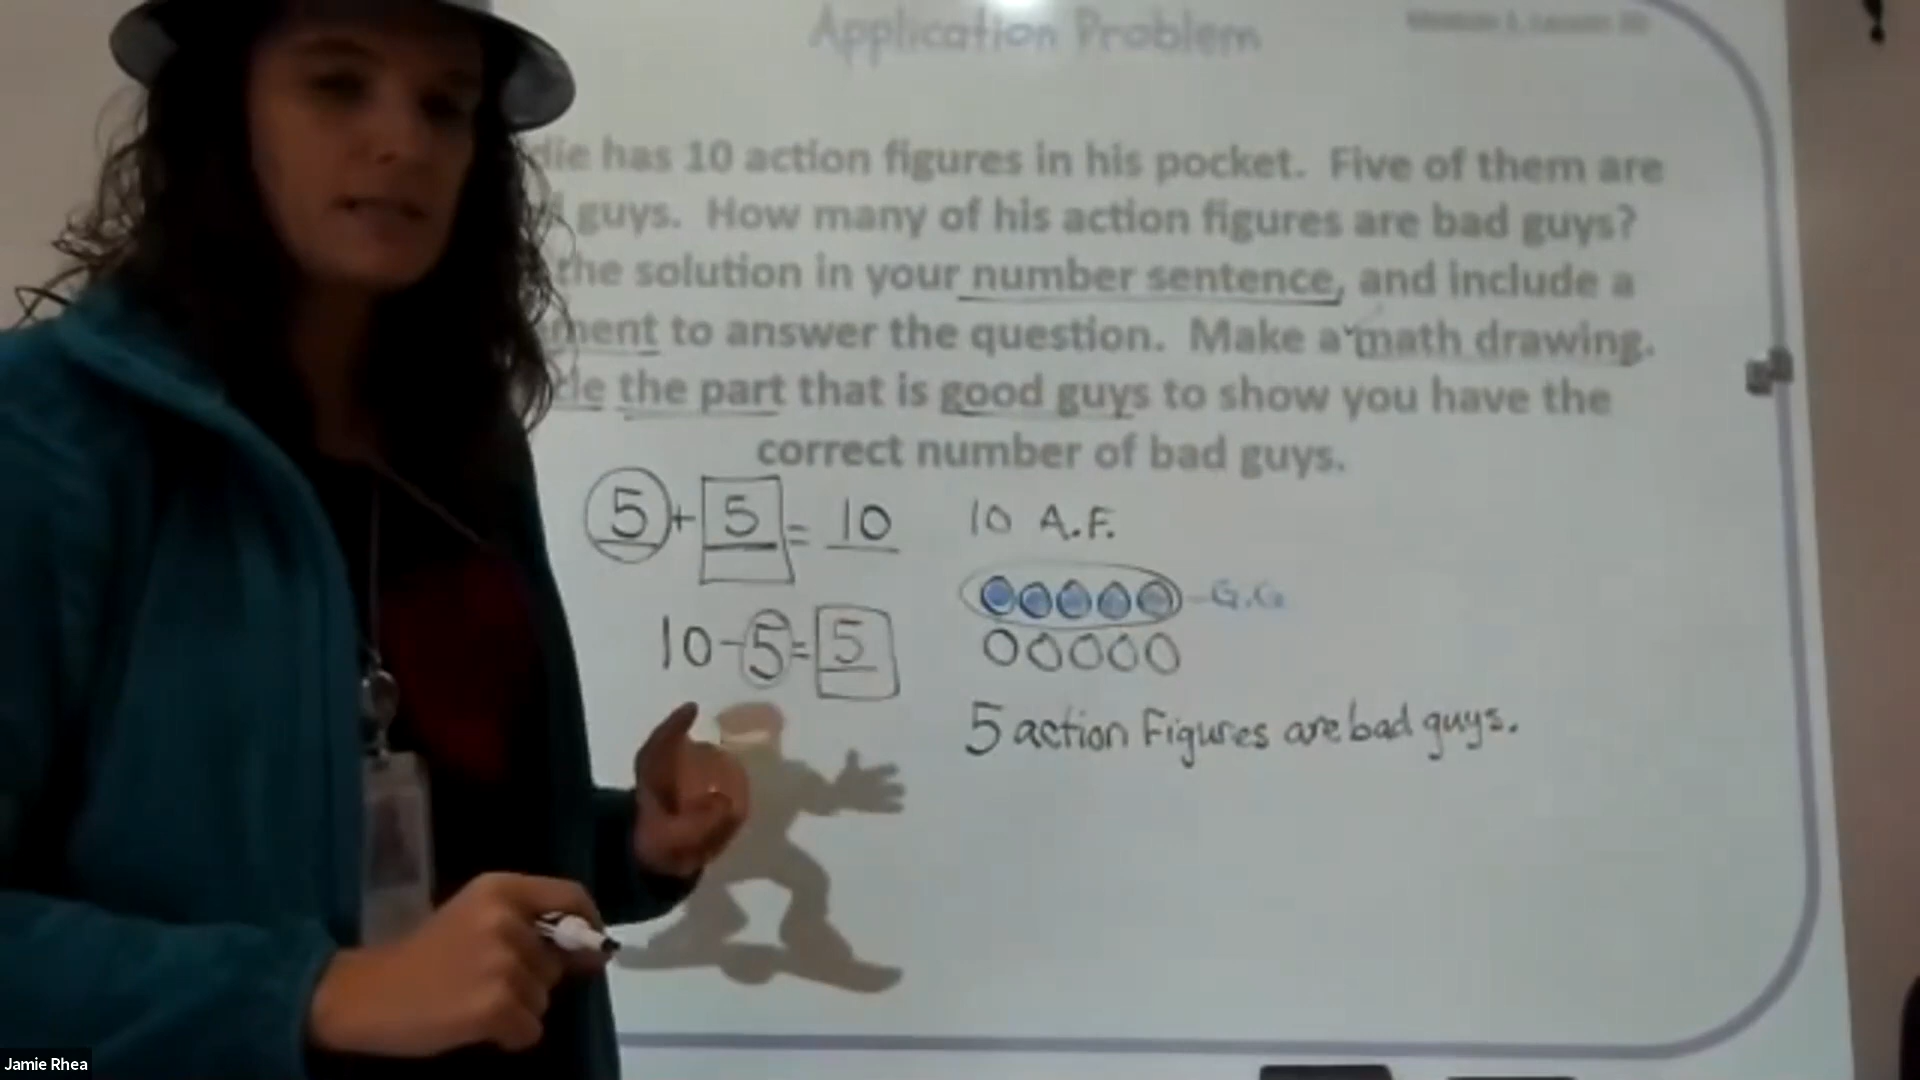 Application Problem
die has 10 action figures in his pocket. Five of them are
guys. How many of his action figures are bad guys?
the solution in your number sentence, and include a
ment to answer the question. Make a math drawing.
cle the part that is good guys to show you have the
correct number of bad guys.
5 + 5 = 10
10 A.F.
G.G
10 - 5 = 5
5 action Figures are bad guys.
Jamie Rhea